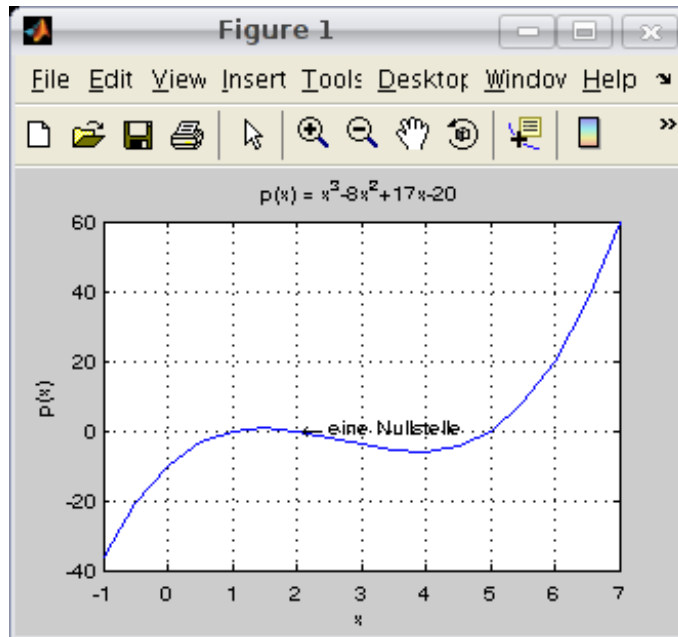 Figure 1
File Edit View Insert Tools Desktop Window Help
p(x) = x³-8x²+17x-20
60
40
20
0
-20
-40
p(x)
eine Nullstelle
-1 0 1 2 3 4 5 6 7
x